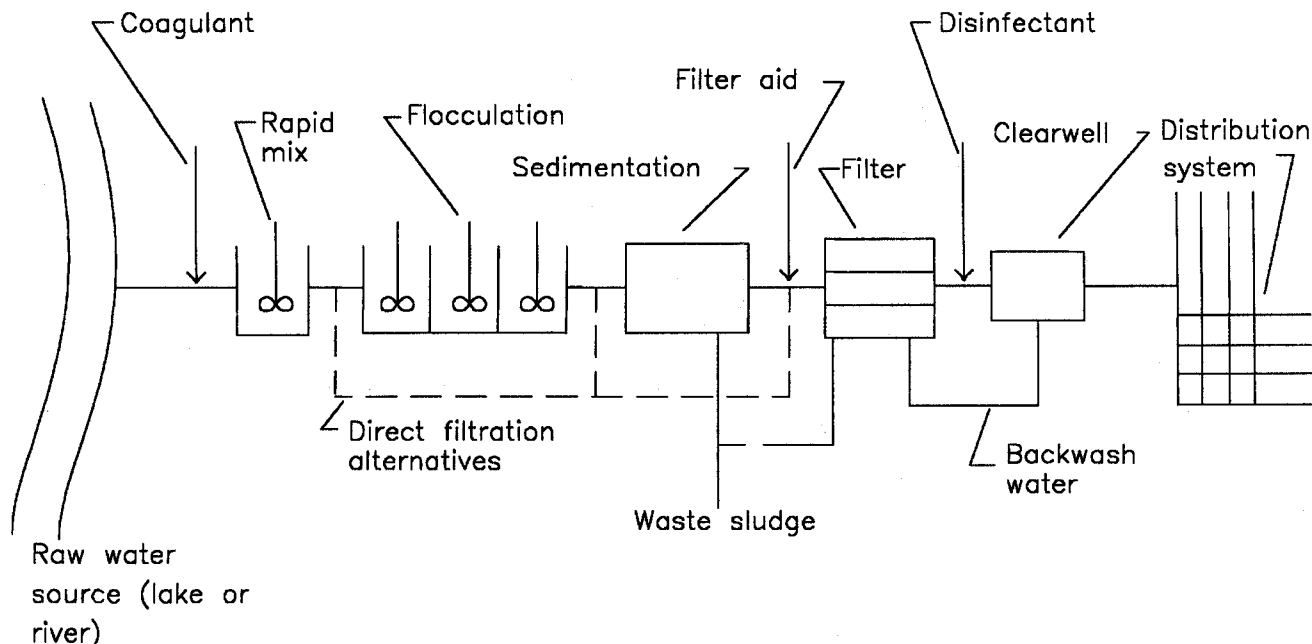 Coagulant
Disinfectant
Filter aid
Rapid
mix
Flocculation
Clearwell
Distribution
system
Sedimentation
Filter
Direct filtration
alternatives
Backwash
water
Waste sludge
Raw water
source (lake or
river)